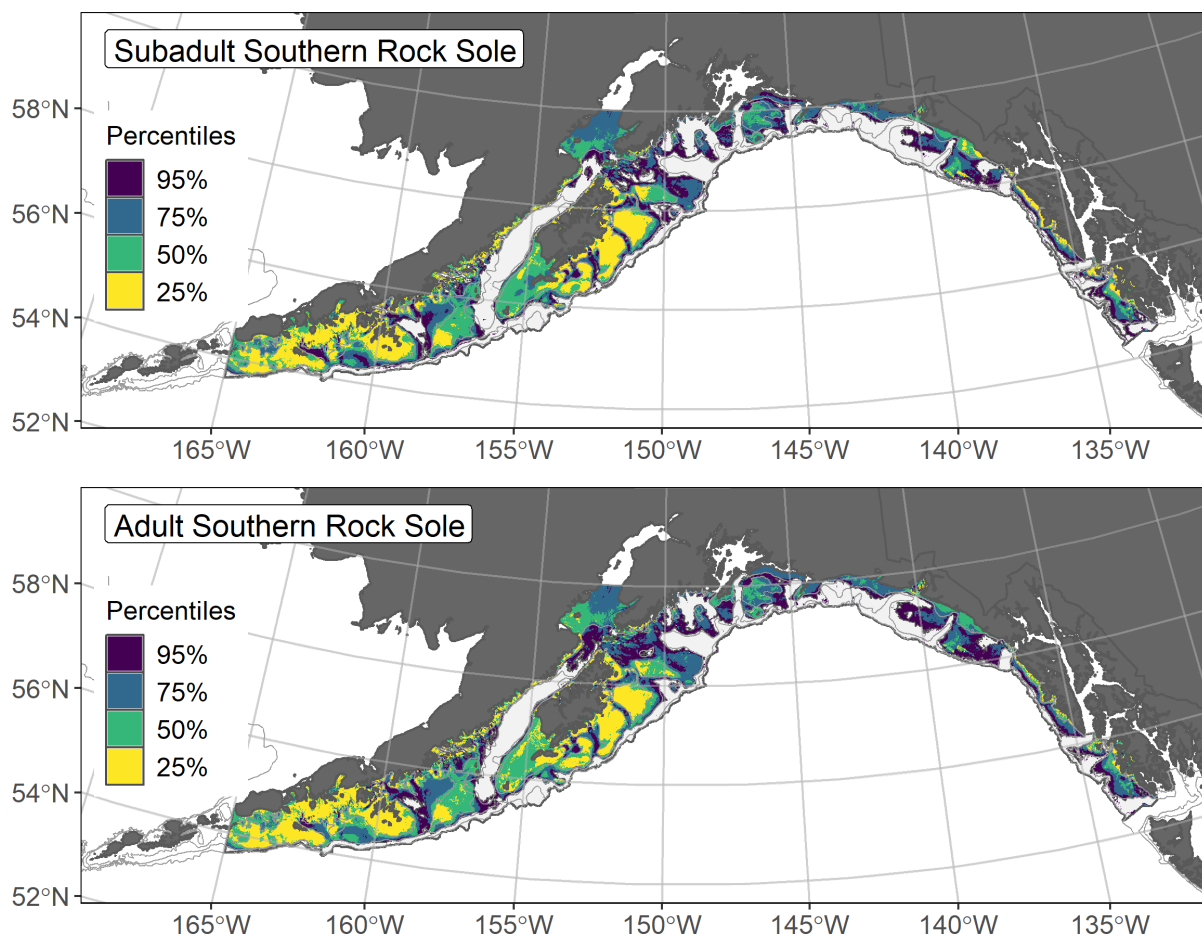 Subadult Southern Rock Sole
58°N
56°N
54°N
52°N
Percentiles
95%
75%
50%
25%
165°W
160°W
155°W
150°W
145°W
140°W
135°W
Adult Southern Rock Sole
58°N
56°N
54°N
52°N
Percentiles
95%
75%
50%
25%
165°W
160°W
155°W
150°W
145°W
140°W
135°W